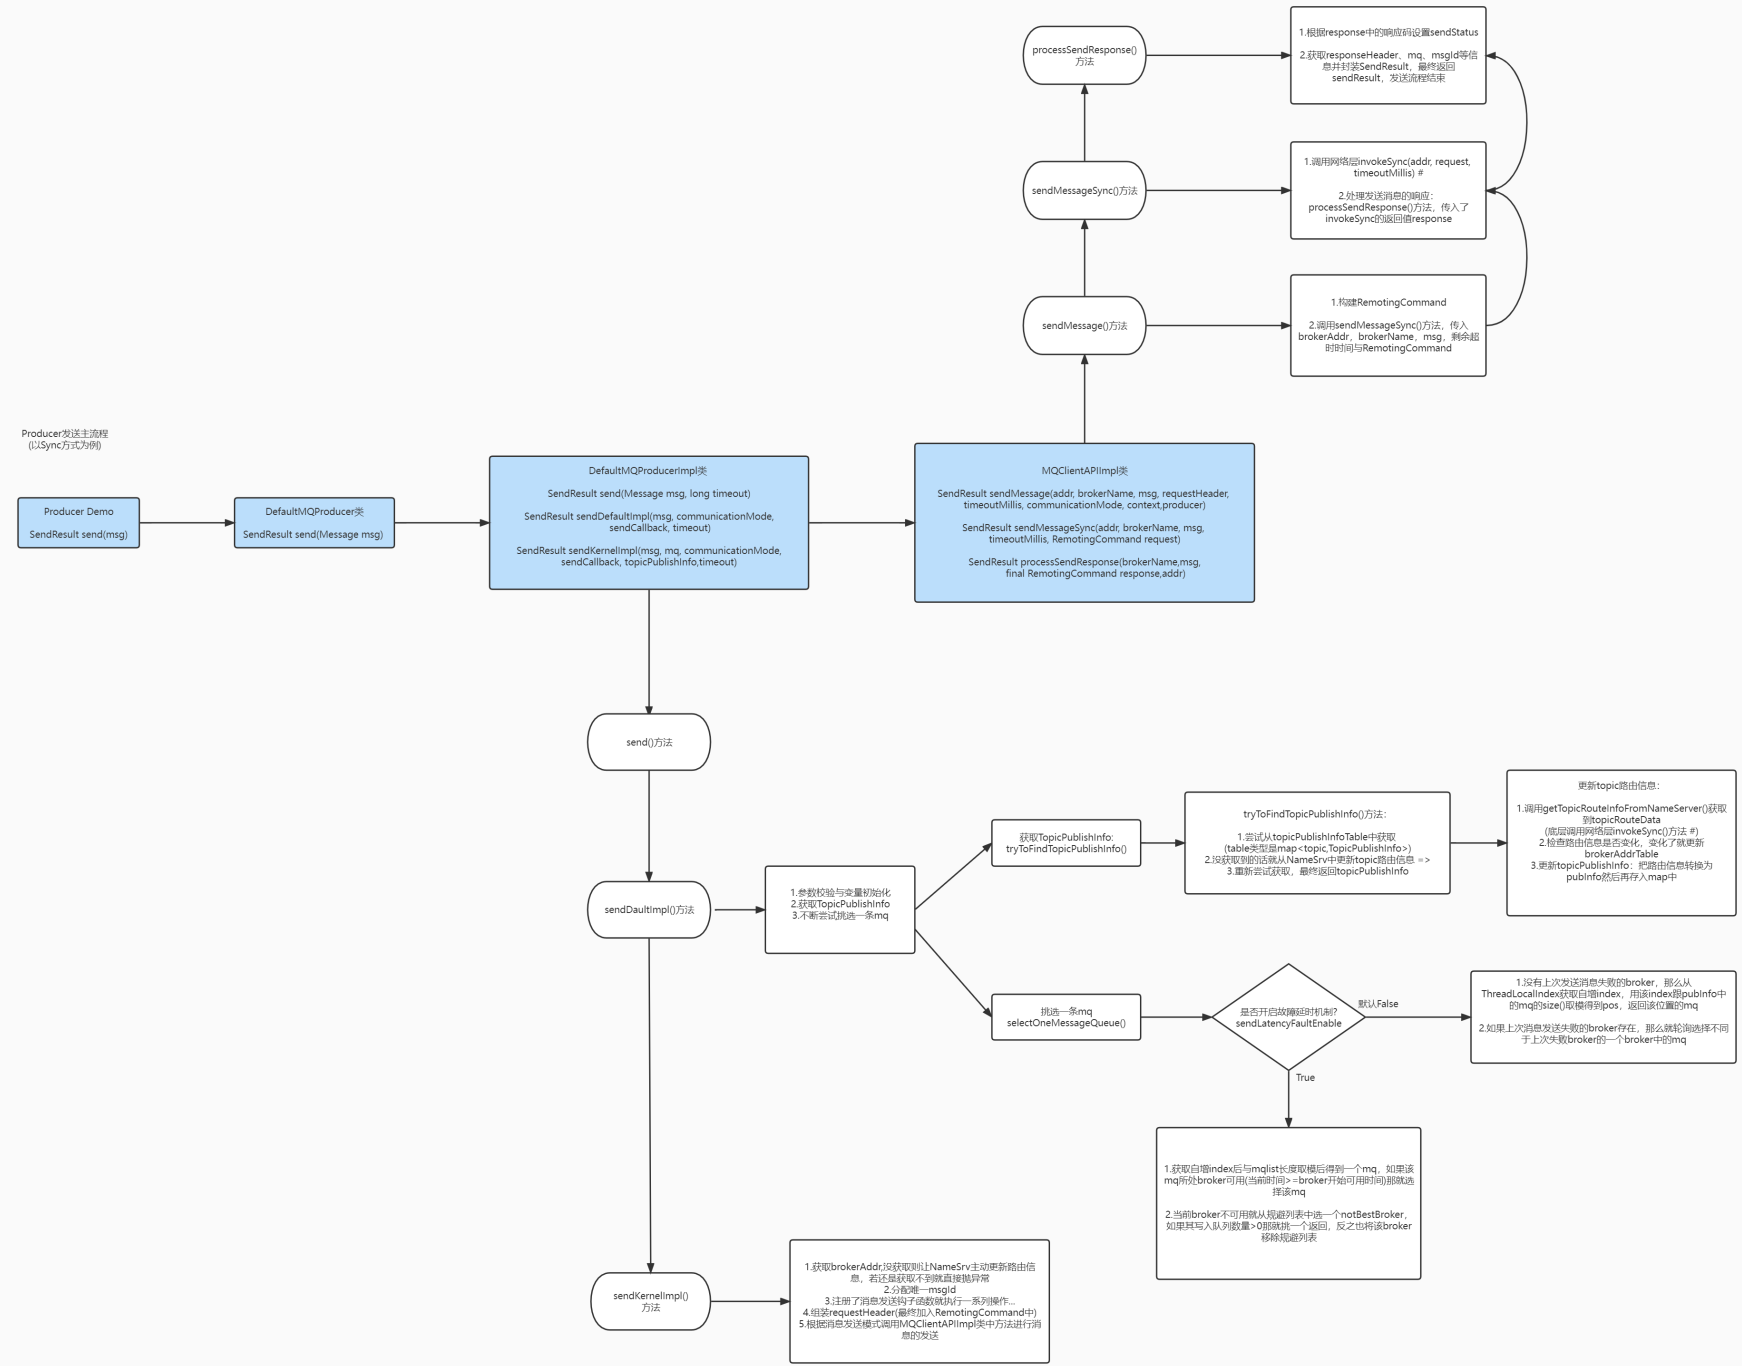 processSendResponse()
方法
1.根据response中的响应码设置sendStatus
2.获取responseHeader、mq、msgId等信
息并封装SendResult，最终返回
sendResult，发送流程结束
sendMessageSync()方法
1.调用网络层invokeSync(addr, request,
timeoutMillis) #
2.处理发送消息的响应：
processSendResponse()方法，传入了
invokeSync的返回值response
sendMessage()方法
1.构建RemotingCommand
2.调用sendMessageSync()方法，传入
brokerAddr，brokerName，msg，剩余超
时时间与RemotingCommand
Producer发送主流程
(以Sync方式为例)
Producer Demo
SendResult send(msg)
DefaultMQProducer类
SendResult send(Message msg)
DefaultMQProducerImpl类
SendResult send(Message msg, long timeout)
SendResult sendDefaultImpl(msg, communicationMode,
sendCallback, timeout)
SendResult sendKernelImpl(msg, mq, communicationMode,
sendCallback, topicPublishInfo,timeout)
MQClientAPIImpl类
SendResult sendMessage(addr, brokerName, msg, requestHeader,
timeoutMillis, communicationMode, context,producer)
SendResult sendMessageSync(addr, brokerName, msg,
timeoutMillis, RemotingCommand request)
SendResult processSendResponse(brokerName,msg,
final RemotingCommand response,addr)
send()方法
sendDaultImpl()方法
1.参数校验与变量初始化
2.获取TopicPublishInfo
3.不断尝试挑选一条mq
获取TopicPublishInfo:
tryToFindTopicPublishInfo()
tryToFindTopicPublishInfo()方法：
1.尝试从topicPublishInfoTable中获取
(table类型是map<topic,TopicPublishInfo>)
2.没获取到的话就从NameSrv中更新topic路由信息 =>
3.重新尝试获取，最终返回topicPublishInfo
更新topic路由信息：
1.调用getTopicRouteInfoFromNameServer()获取
到topicRouteData
(底层调用网络层invokeSync()方法 #)
2.检查路由信息是否变化，变化了就更新
brokerAddrTable
3.更新topicPublishInfo：把路由信息转换为
pubInfo然后再存入map中
挑选一条mq
selectOneMessageQueue()
是否开启故障延时机制?
sendLatencyFaultEnable
默认False
1.没有上次发送消息失败的broker，那么从
ThreadLocalIndex获取自增index，用该index跟pubInfo中
的mq的size()取模得到pos，返回该位置的mq
2.如果上次消息发送失败的broker存在，那么就轮询选择不同
于上次失败broker的一个broker中的mq
True
1.获取自增index后与mqlist长度取模后得到一个mq，如果该
mq所处broker可用(当前时间>=broker开始可用时间)那就选
择该mq
2.当前broker不可用就从规避列表中选一个notBestBroker，
如果其写入队列数量>0那就挑一个返回，反之也将该broker
移除规避列表
sendKernelImpl()
方法
1.获取brokerAddr,没获取则让NameSrv主动更新路由信
息，若还是获取不到就直接抛异常
2.分配唯一msgId
3.注册了消息发送钩子函数就执行一系列操作...
4.组装requestHeader(最终加入RemotingCommand中)
5.根据消息发送模式调用MQClientAPIImpl类中方法进行消
息的发送